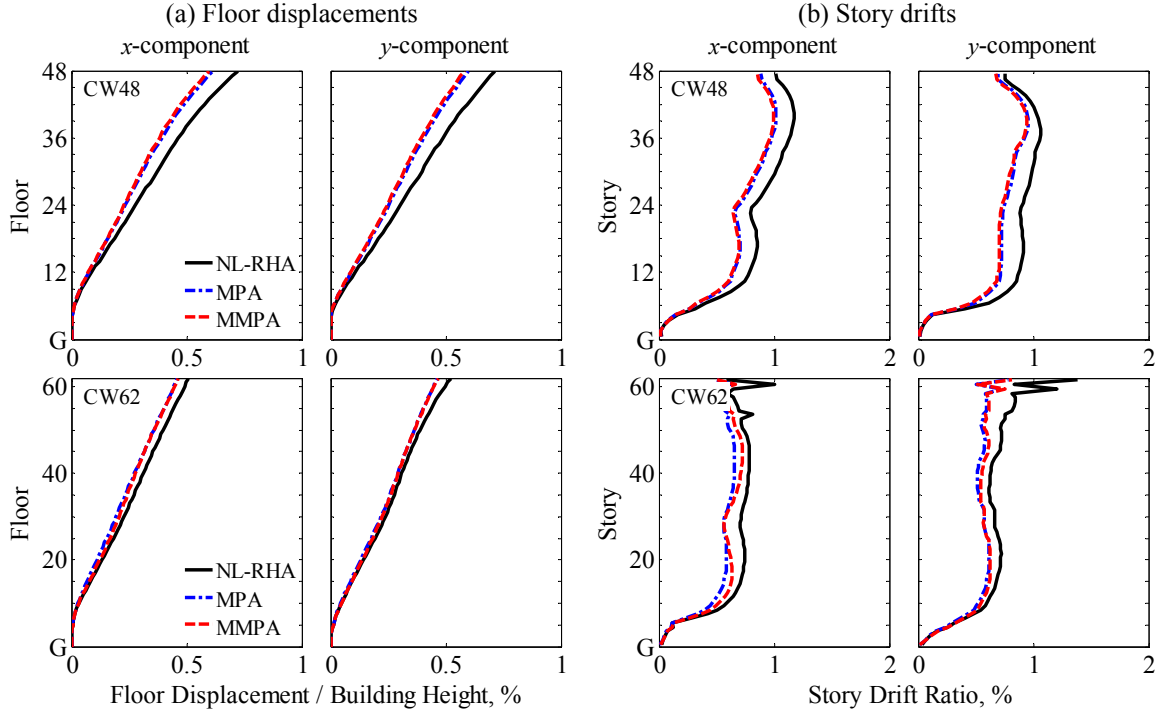 (a) Floor displacements
(b) Story drifts
x-component
y-component
x-component
y-component
48
36
24
12
G
Floor
CW48
NL-RHA
MPA
MMPA
0
0.5
1
0
0.5
1
48
36
24
12
G
Story
CW48
0
1
2
0
1
2
60
40
20
G
Floor
CW62
NL-RHA
MPA
MMPA
0
0.5
1
0
0.5
1
Floor Displacement / Building Height, %
60
40
20
G
Story
CW62
0
1
2
0
1
2
Story Drift Ratio, %